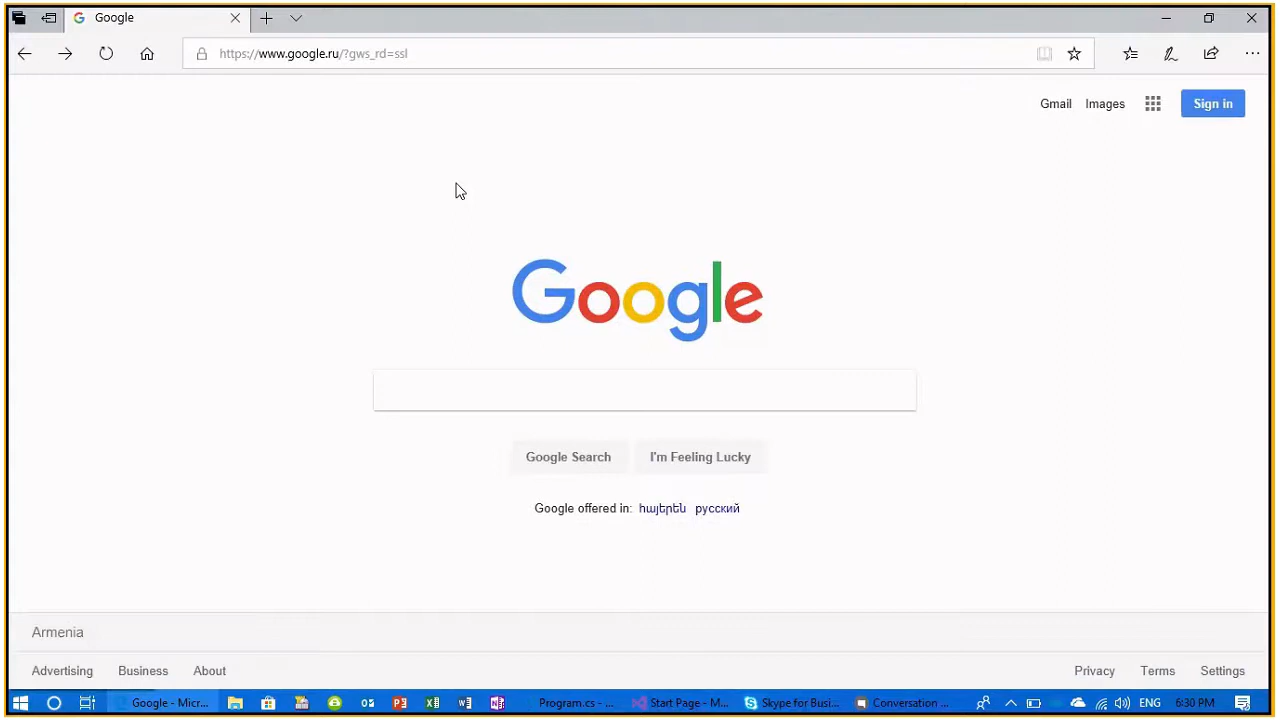 Google
https://www.google.ru/?gws_rd=ssl
Gmail Images Sign in
Google
Google Search I'm Feeling Lucky
Google offered in: հայերեն русский
Armenia
Advertising Business About Privacy Terms Settings
Google - Micr... Program.cs - ... Start Page - M... Skype for Busi... Conversation ... ENG 6:30 PM